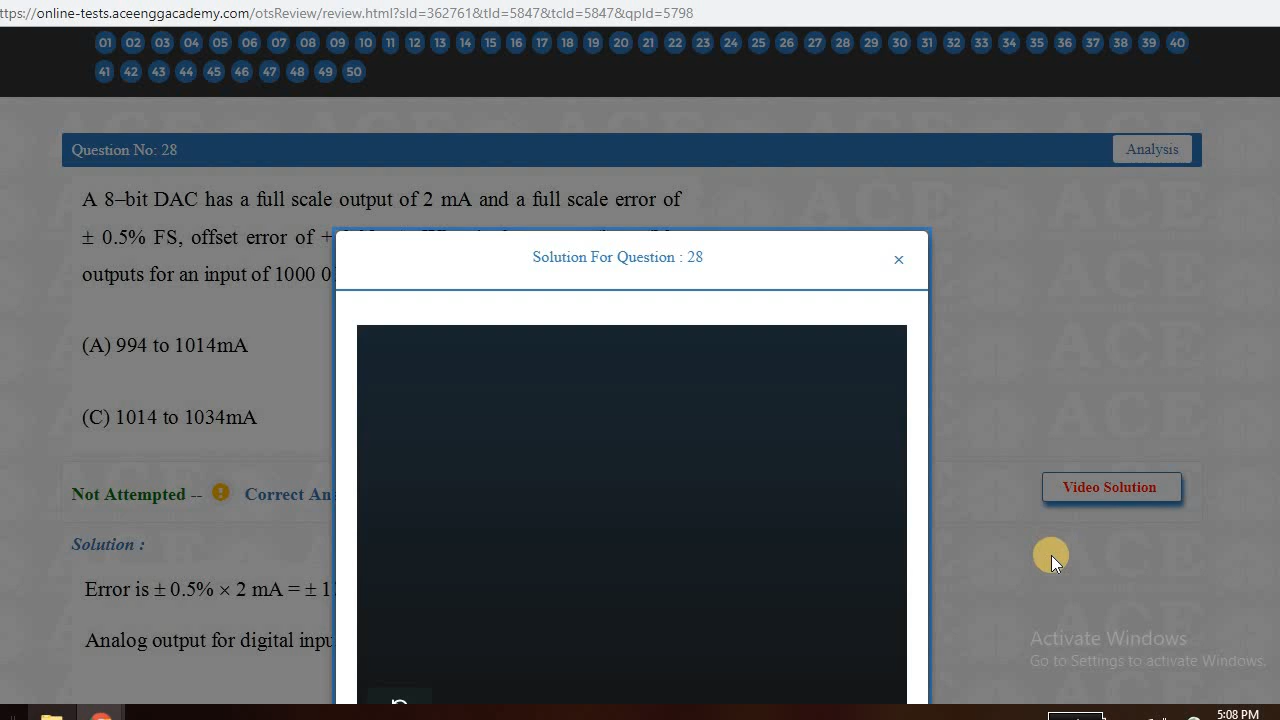 ttps://online-tests.aceenggacademy.com/otsReview/review.html?sId=362761&tId=5847&tcId=5847&qpId=5798
01 02 03 04 05 06 07 08 09 10 11 12 13 14 15 16 17 18 19 20 21 22 23 24 25 26 27 28 29 30 31 32 33 34 35 36 37 38 39 40
41 42 43 44 45 46 47 48 49 50
Question No: 28
Analysis
A 8–bit DAC has a full scale output of 2 mA and a full scale error of
± 0.5% FS, offset error of +
outputs for an input of 1000 0
Solution For Question : 28
×
(A) 994 to 1014mA
(C) 1014 to 1034mA
Not Attempted -- Correct An
Video Solution
Solution :
Error is ± 0.5% × 2 mA = ± 1
Analog output for digital inpu
Activate Windows
Go to Settings to activate Windows.
5:08 PM